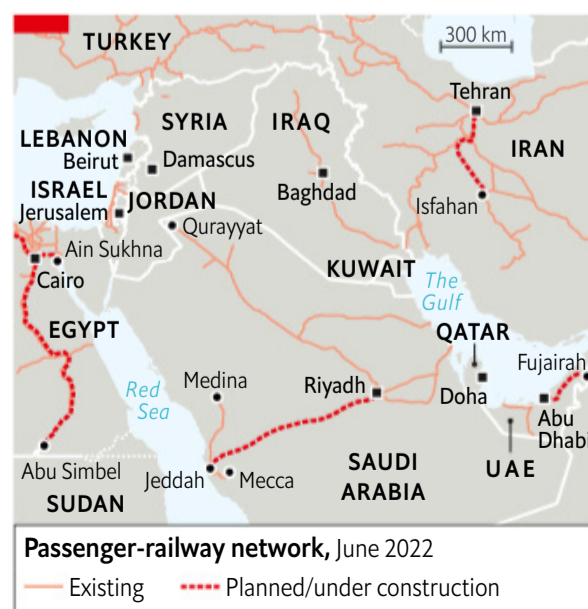 TURKEY
300 km
Tehran
SYRIA
IRAQ
LEBANON
Beirut
Damascus
IRAN
Baghdad
ISRAEL
Jerusalem
JORDAN
Isfahan
Qurayyat
Ain Sukhna
Cairo
KUWAIT
The
Gulf
EGYPT
QATAR
Fujairah
Medina
Riyadh
Red
Sea
Doha
Abu
Dhabi
Abu Simbel
Jeddah
Mecca
SAUDI
ARABIA
UAE
SUDAN
Passenger-railway network, June 2022
Existing
Planned/under construction